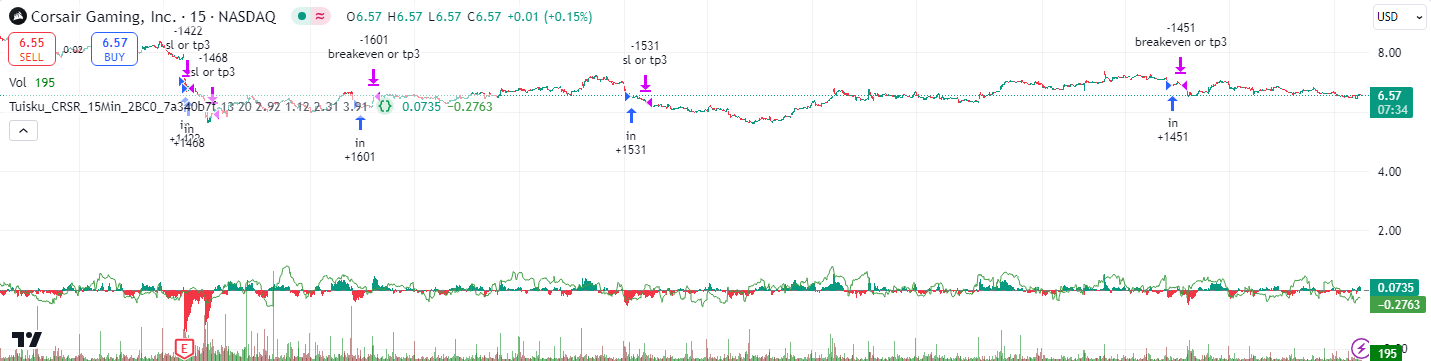 Corsair Gaming, Inc. · 15 · NASDAQ O6.57 H6.57 L6.57 C6.57 +0.01 (+0.15%)
USD
6.55 SELL
0.02
6.57 BUY
Vol 195
Tuisku_CRSR_15Min_2BC0_7a340b7f 13 20 2.92 1.12 2.31 3.91 0.0735 −0.2763
-1422
sl or tp3
-1468
sl or tp3
in
+1422
in
+1468
-1601
breakeven or tp3
in
+1601
-1531
sl or tp3
in
+1531
-1451
breakeven or tp3
in
+1451
8.00
6.57
07:34
4.00
2.00
0.0735
−0.2763
195
E